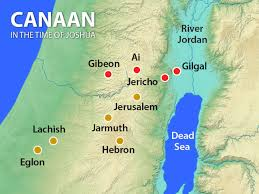 CANAAN
IN THE TIME OF JOSHUA
River
Jordan
Ai
Gibeon
Gilgal
Jericho
Jerusalem
Lachish
Jarmuth
Dead
Sea
Hebron
Eglon